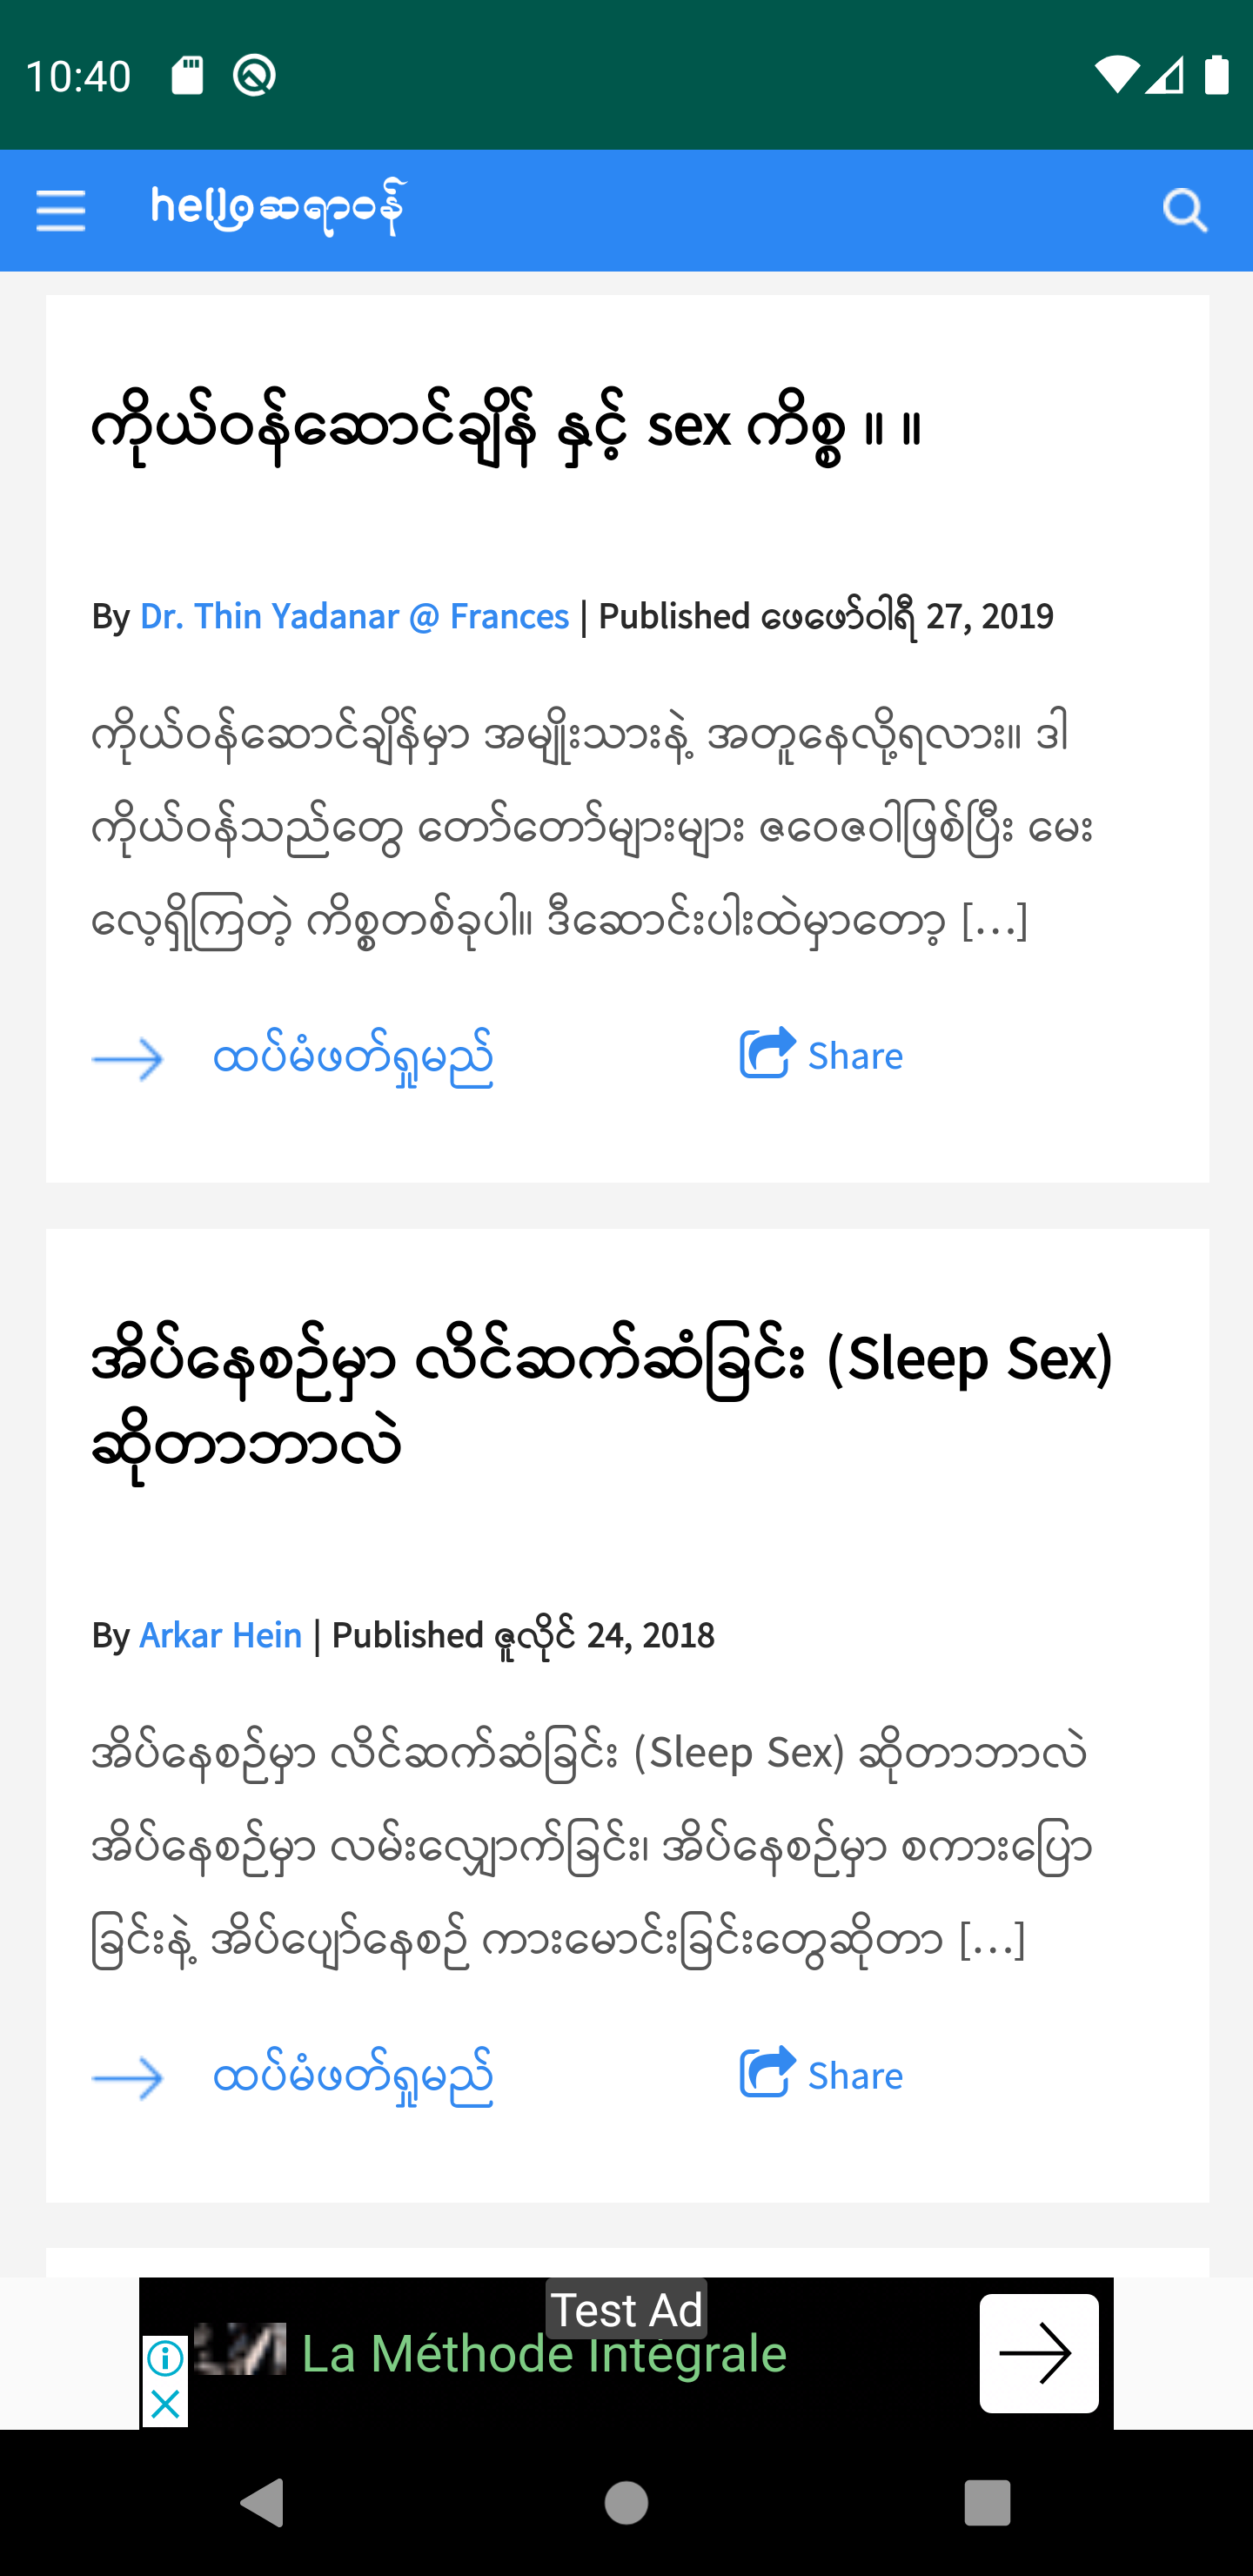 10:40
helloဆရာဝန်
ကိုယ်ဝန်ဆောင်ချိန် နှင့် sex ကိစ္စ ။ ။
By Dr. Thin Yadanar @ Frances | Published ဖေဖော်ဝါရီ 27, 2019
ကိုယ်ဝန်ဆောင်ချိန်မှာ အမျိုးသားနဲ့ အတူနေလို့ရလား။ ဒါ
ကိုယ်ဝန်သည်တွေ တော်တော်များများ ဇဝေဇဝါဖြစ်ပြီး မေး
လေ့ရှိကြတဲ့ ကိစ္စတစ်ခုပါ။ ဒီဆောင်းပါးထဲမှာတော့ [...]
ထပ်မံဖတ်ရှုမည်
Share
အိပ်နေစဉ်မှာ လိင်ဆက်ဆံခြင်း (Sleep Sex)
ဆိုတာဘာလဲ
By Arkar Hein | Published ဇူလိုင် 24, 2018
အိပ်နေစဉ်မှာ လိင်ဆက်ဆံခြင်း (Sleep Sex) ဆိုတာဘာလဲ
အိပ်နေစဉ်မှာ လမ်းလျှောက်ခြင်း၊ အိပ်နေစဉ်မှာ စကားပြော
ခြင်းနဲ့ အိပ်ပျော်နေစဉ် ကားမောင်းခြင်းတွေဆိုတာ [...]
ထပ်မံဖတ်ရှုမည်
Share
Test Ad
La Méthode Intégrale